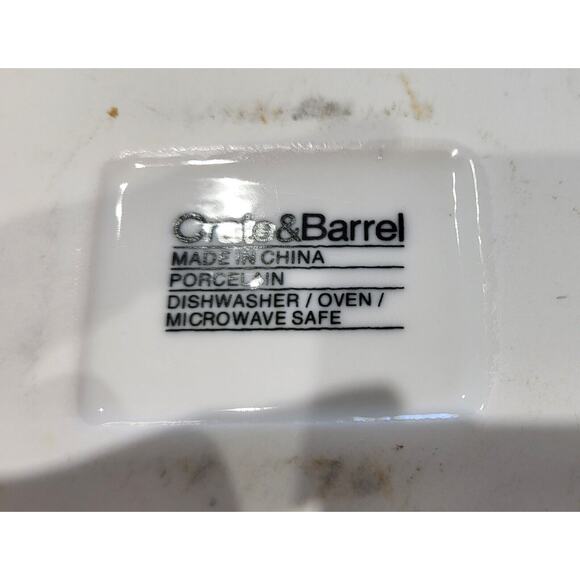 Crate&Barrel
MADE IN CHINA
PORCELAIN
DISHWASHER / OVEN /
MICROWAVE SAFE